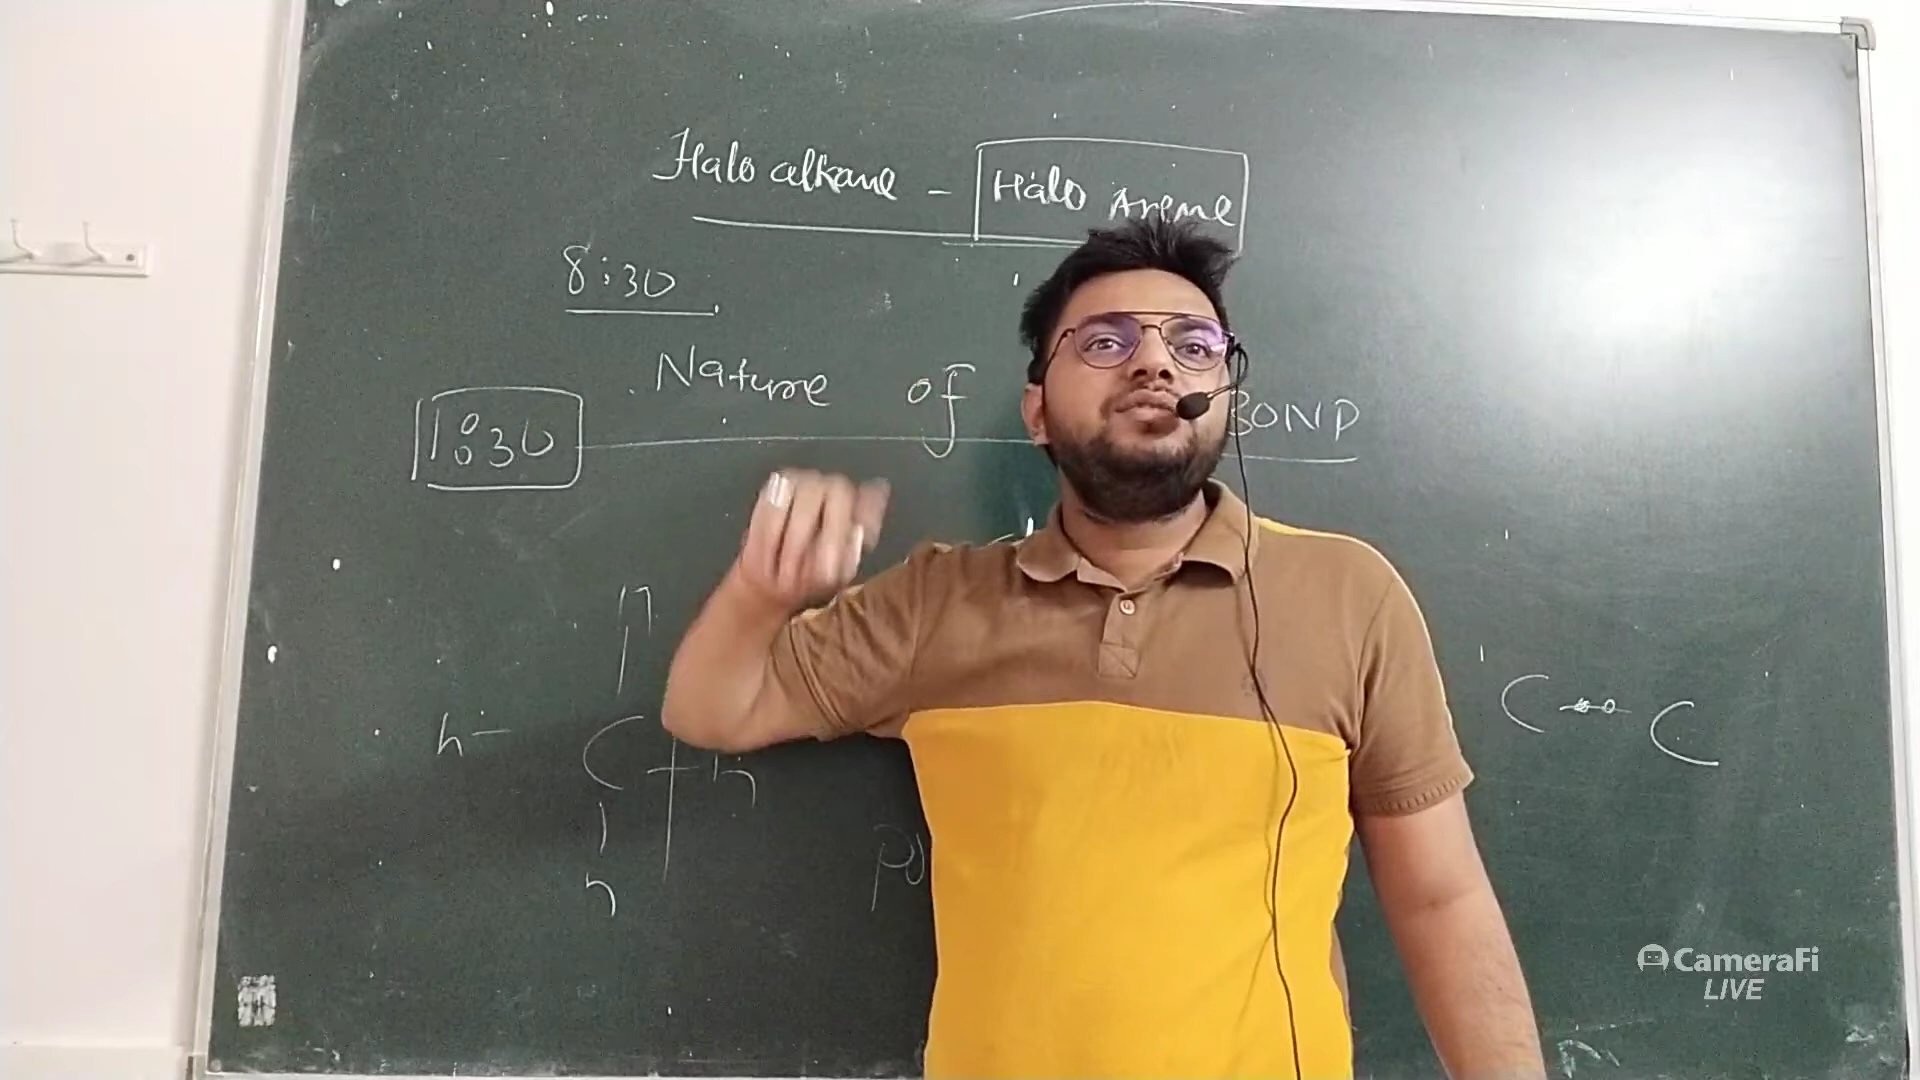 Halo alkane - Halo Arene
8:30
Nature of BOND
1:30
H
h - C - h
h
C C
CameraFi
LIVE